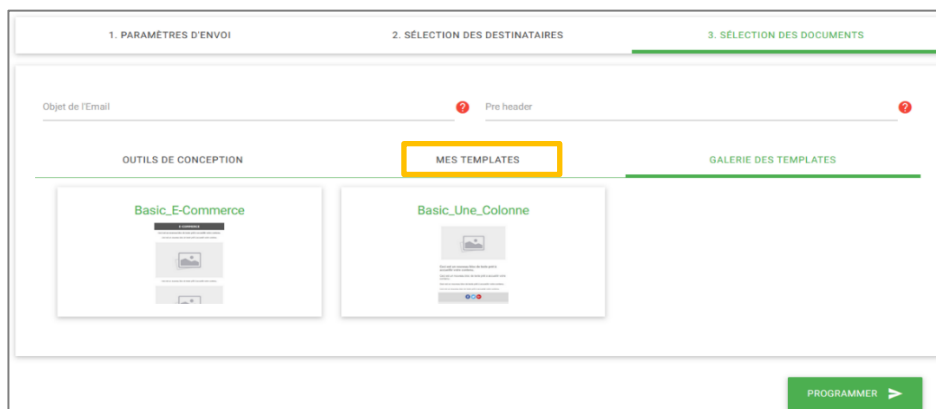 1. PARAMÈTRES D'ENVOI
2. SÉLECTION DES DESTINATAIRES
3. SÉLECTION DES DOCUMENTS
Objet de l'Email
?
Pre header
?
OUTILS DE CONCEPTION
MES TEMPLATES
GALERIE DES TEMPLATES
Basic_E-Commerce
E-COMMERCE
Basic_Une_Colonne
PROGRAMMER